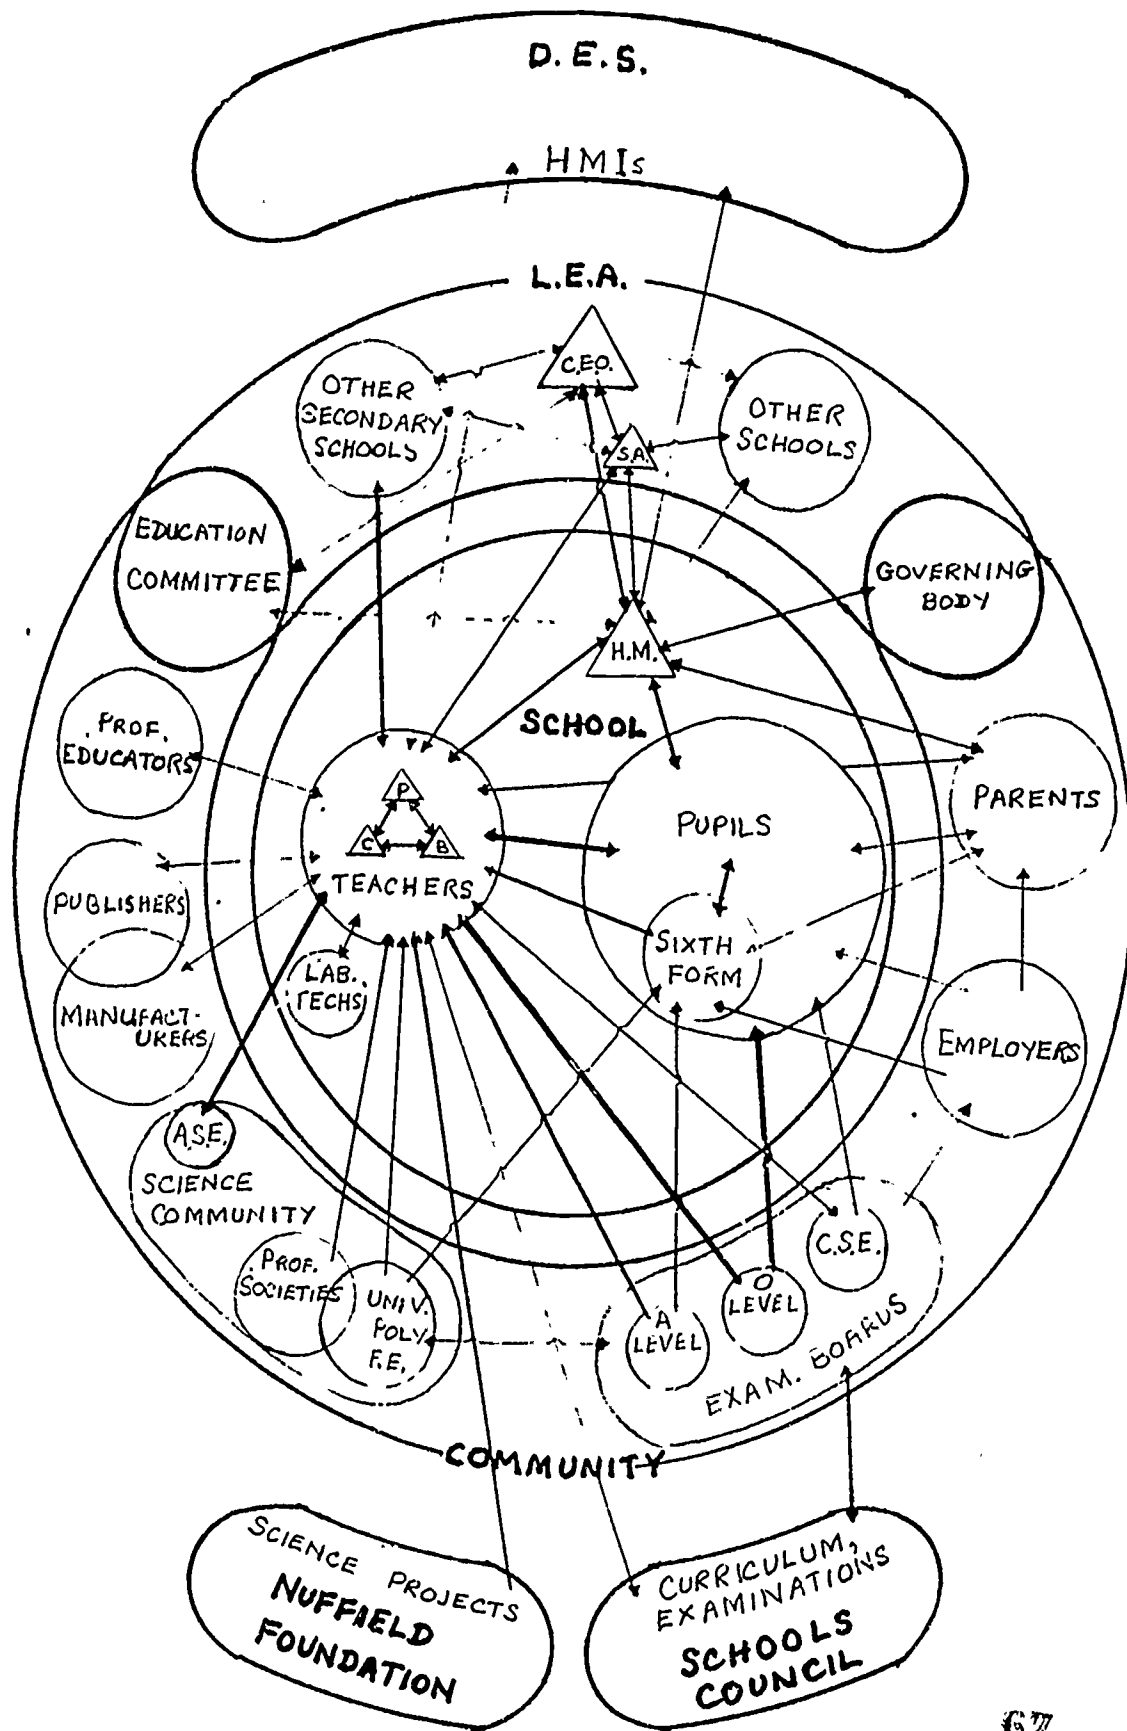 D.E.S.
HMIs
L.E.A.
C.E.O.
OTHER
SECONDARY
SCHOOLS
S.A.
OTHER
SCHOOLS
EDUCATION
COMMITTEE
GOVERNING
BODY
H.M.
SCHOOL
PROF.
EDUCATORS
P
C
B
TEACHERS
PUPILS
PARENTS
PUBLISHERS
MANUFACT-
URERS
LAB.
TECHS
SIXTH
FORM
EMPLOYERS
A.S.E.
SCIENCE
COMMUNITY
PROF.
SOCIETIES
UNIV.
POLY
F.E.
A
LEVEL
O
LEVEL
C.S.E.
EXAM. BOARDS
COMMUNITY
SCIENCE PROJECTS
NUFFIELD
FOUNDATION
CURRICULUM,
EXAMINATIONS
SCHOOLS
COUNCIL
67